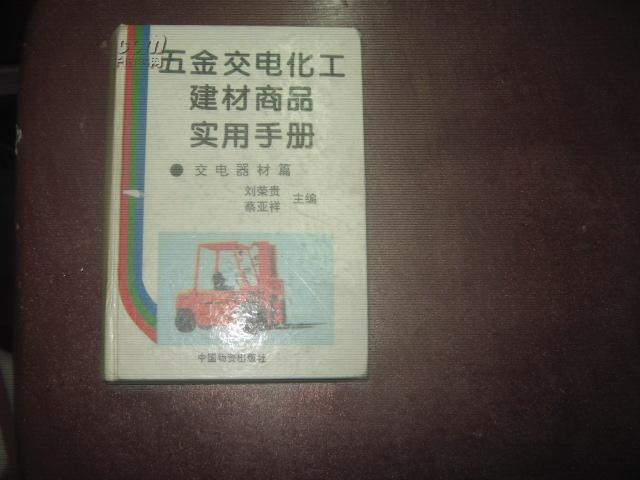 五金交电化工
建材商品
实用手册
●交电器材篇
刘荣贵
蔡亚祥
主编
中国物资出版社